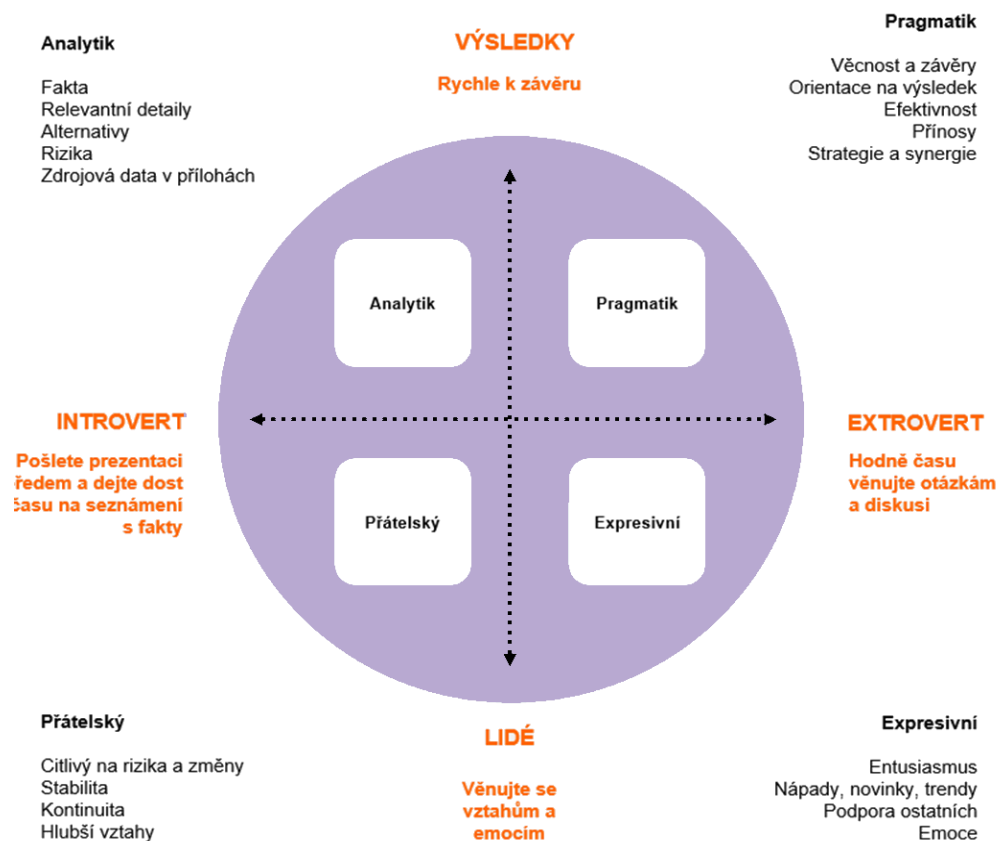 Analytik
Fakta
Relevantní detaily
Alternativy
Rizika
Zdrojová data v přílohách
VÝSLEDKY
Rychle k závěru
Pragmatik
Věcnost a závěry
Orientace na výsledek
Efektivnost
Přínosy
Strategie a synergie
Analytik
Pragmatik
INTROVERT
Pošlete prezentaci
ředem a dejte dost
času na seznámení
s fakty
EXTROVERT
Hodně času
věnujte otázkám
a diskusi
Přátelský
Expresivní
Přátelský
Citlivý na rizika a změny
Stabilita
Kontinuita
Hlubší vztahy
LIDÉ
Věnujte se
vztahům a
emocím
Expresivní
Entusiasmus
Nápady, novinky, trendy
Podpora ostatních
Emoce